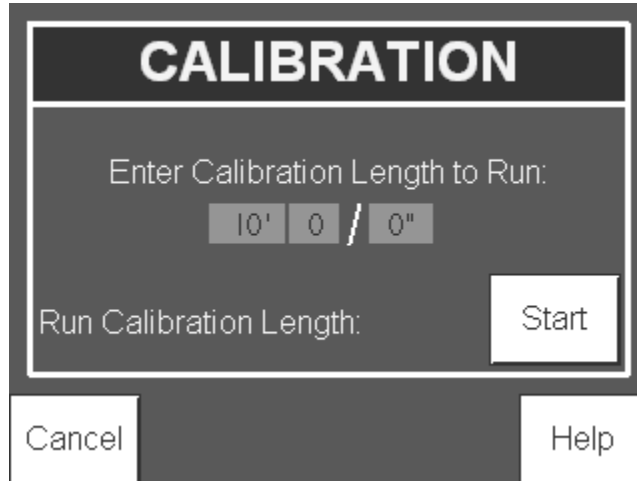 CALIBRATION
Enter Calibration Length to Run:
10' 0 / 0"
Run Calibration Length: Start
Cancel Help